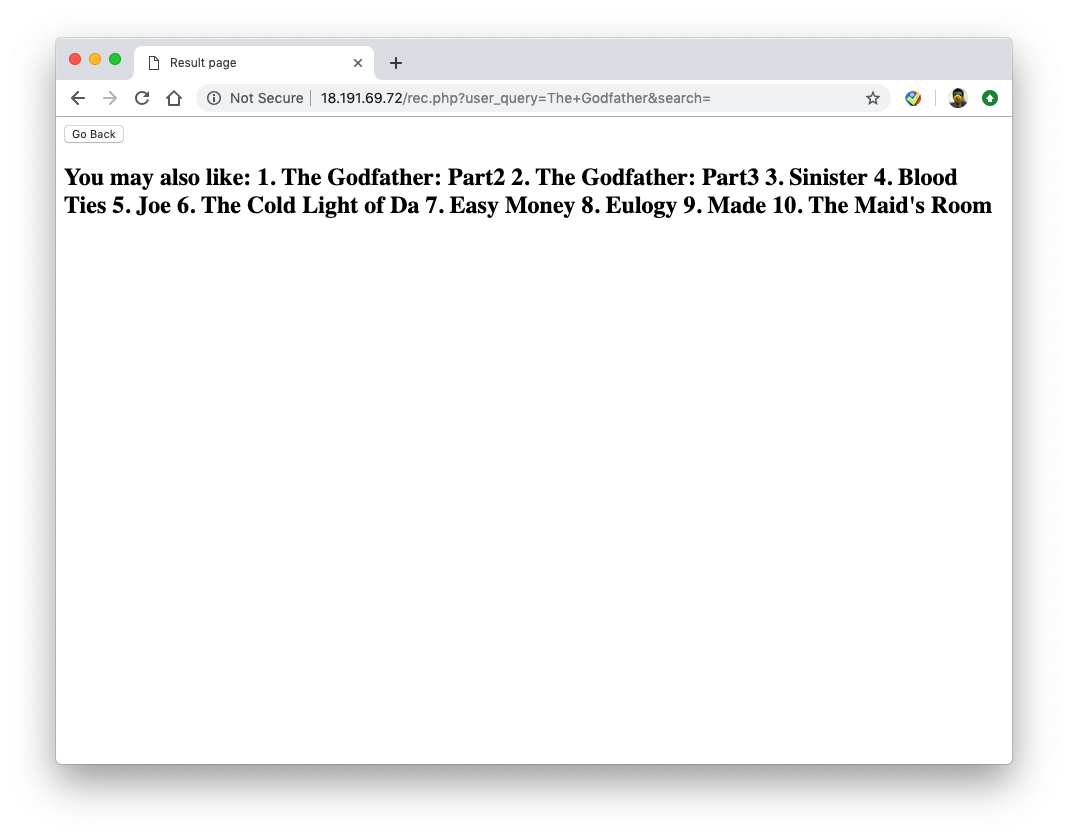 Result page
Not Secure 18.191.69.72/rec.php?user_query=The+Godfather&search=
Go Back
You may also like: 1. The Godfather: Part2 2. The Godfather: Part3 3. Sinister 4. Blood
Ties 5. Joe 6. The Cold Light of Da 7. Easy Money 8. Eulogy 9. Made 10. The Maid's Room